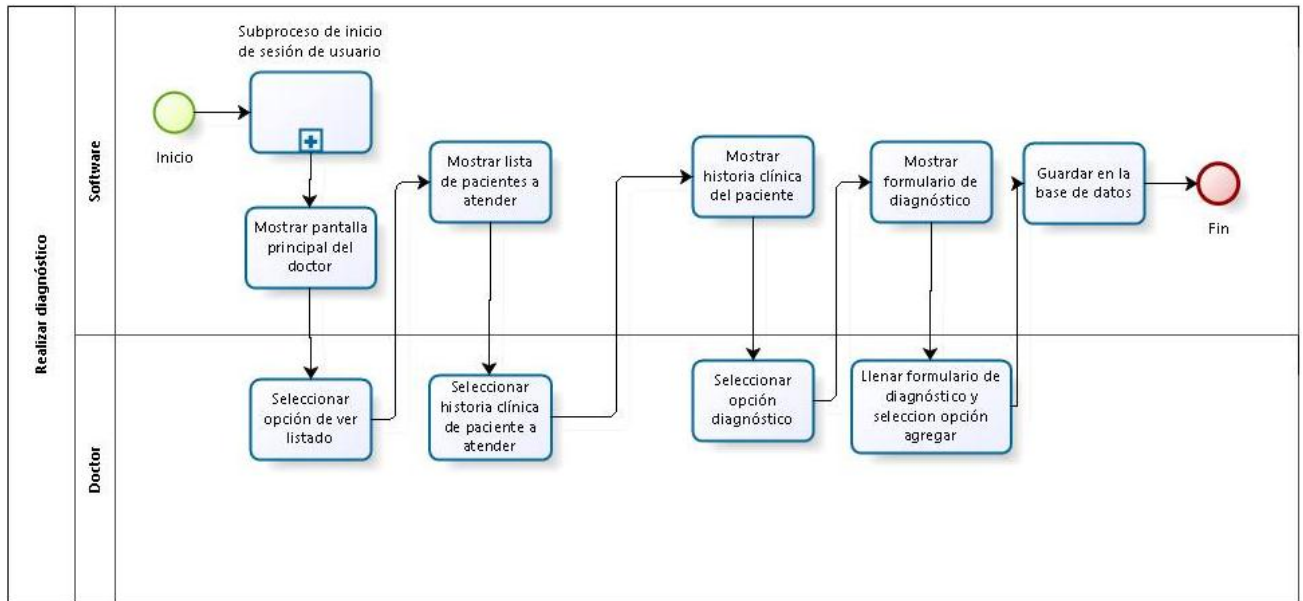 Realizar diagnóstico
Software
Subproceso de inicio
de sesión de usuario
Inicio
Mostrar pantalla
principal del
doctor
Mostrar lista
de pacientes a
atender
Mostrar
historia clínica
del paciente
Mostrar
formulario de
diagnóstico
Guardar en la
base de datos
Fin
Doctor
Seleccionar
opción de ver
listado
Seleccionar
historia clínica
de paciente a
atender
Seleccionar
opción
diagnóstico
Llenar formulario de
diagnóstico y
seleccion opción
agregar